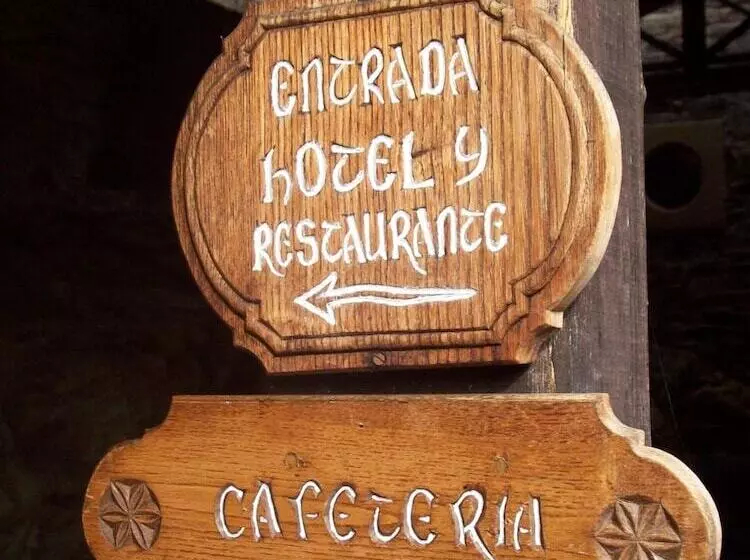 ENTRADA
hOTEL Y
RESTAURANTE
CAFETERIA